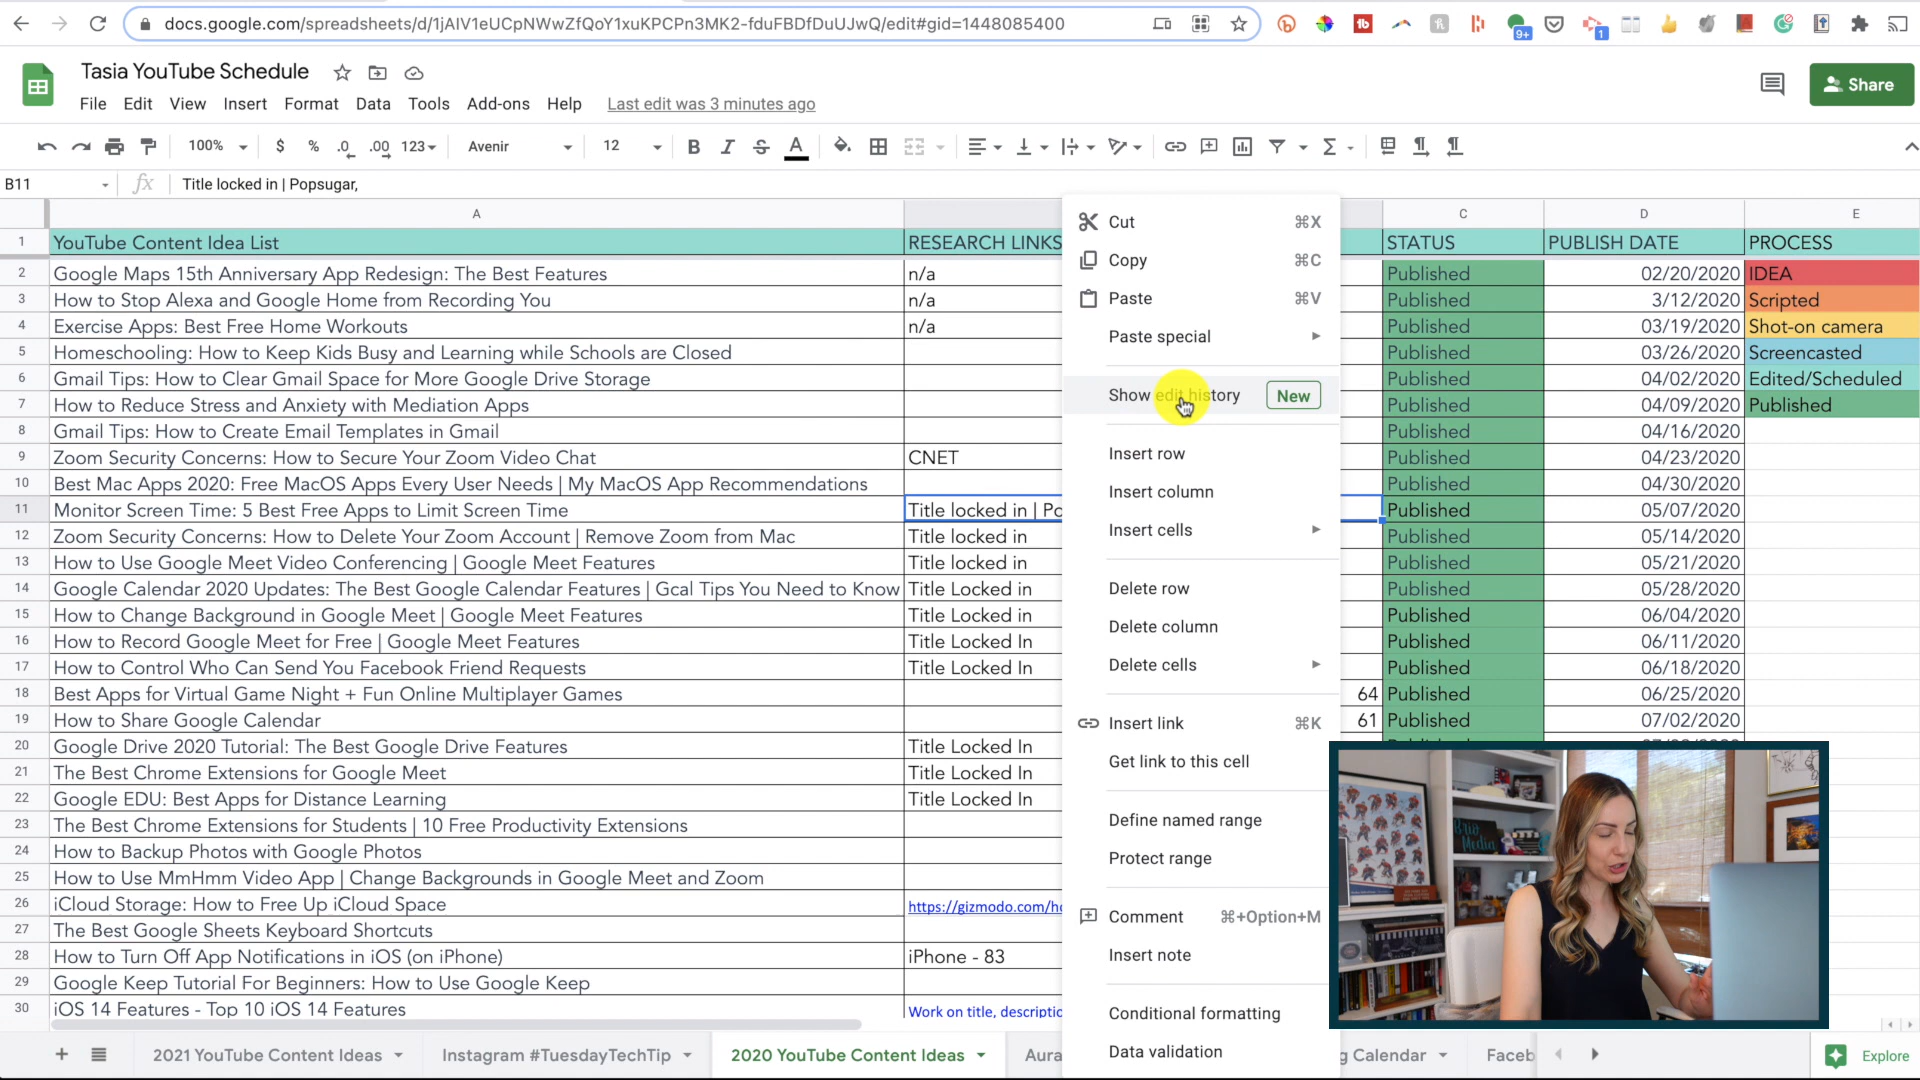 docs.google.com/spreadsheets/d/1jAIV1eUCpNWwZfQoY1xuKPCPn3MK2-fduFBDfDuUJwQ/edit#gid=1448085400
9+
1
Tasia YouTube Schedule
Share
File Edit View Insert Format Data Tools Add-ons Help Last edit was 3 minutes ago
100% $ % .0 .00 123 Avenir 12 B I S A
B11 fx Title locked in | Popsugar,
A C D E
1 YouTube Content Idea List RESEARCH LINKS STATUS PUBLISH DATE PROCESS
2 Google Maps 15th Anniversary App Redesign: The Best Features n/a Published 02/20/2020 IDEA
3 How to Stop Alexa and Google Home from Recording You n/a Published 3/12/2020 Scripted
4 Exercise Apps: Best Free Home Workouts n/a Published 03/19/2020 Shot-on camera
5 Homeschooling: How to Keep Kids Busy and Learning while Schools are Closed Published 03/26/2020 Screencasted
6 Gmail Tips: How to Clear Gmail Space for More Google Drive Storage Published 04/02/2020 Edited/Scheduled
7 How to Reduce Stress and Anxiety with Mediation Apps Published 04/09/2020 Published
8 Gmail Tips: How to Create Email Templates in Gmail Published 04/16/2020
9 Zoom Security Concerns: How to Secure Your Zoom Video Chat CNET Published 04/23/2020
10 Best Mac Apps 2020: Free MacOS Apps Every User Needs | My MacOS App Recommendations Published 04/30/2020
11 Monitor Screen Time: 5 Best Free Apps to Limit Screen Time Title locked in | Po Published 05/07/2020
12 Zoom Security Concerns: How to Delete Your Zoom Account | Remove Zoom from Mac Title locked in Published 05/14/2020
13 How to Use Google Meet Video Conferencing | Google Meet Features Title locked in Published 05/21/2020
14 Google Calendar 2020 Updates: The Best Google Calendar Features | Gcal Tips You Need to Know Title Locked in Published 05/28/2020
15 How to Change Background in Google Meet | Google Meet Features Title Locked in Published 06/04/2020
16 How to Record Google Meet for Free | Google Meet Features Title Locked In Published 06/11/2020
17 How to Control Who Can Send You Facebook Friend Requests Title Locked In Published 06/18/2020
18 Best Apps for Virtual Game Night + Fun Online Multiplayer Games 64 Published 06/25/2020
19 How to Share Google Calendar 61 Published 07/02/2020
20 Google Drive 2020 Tutorial: The Best Google Drive Features Title Locked In
21 The Best Chrome Extensions for Google Meet Title Locked In
22 Google EDU: Best Apps for Distance Learning Title Locked In
23 The Best Chrome Extensions for Students | 10 Free Productivity Extensions
24 How to Backup Photos with Google Photos
25 How to Use MmHmm Video App | Change Backgrounds in Google Meet and Zoom
26 iCloud Storage: How to Free Up iCloud Space https://gizmodo.com/ho
27 The Best Google Sheets Keyboard Shortcuts
28 How to Turn Off App Notifications in iOS (on iPhone) iPhone - 83
29 Google Keep Tutorial For Beginners: How to Use Google Keep
30 iOS 14 Features - Top 10 iOS 14 Features Work on title, descriptio
Cut ⌘X
Copy ⌘C
Paste ⌘V
Paste special
Show edit history New
Insert row
Insert column
Insert cells
Delete row
Delete column
Delete cells
Insert link ⌘K
Get link to this cell
Define named range
Protect range
Comment ⌘+Option+M
Insert note
Conditional formatting
Data validation
Brio
Media
2021 YouTube Content Ideas Instagram #TuesdayTechTip 2020 YouTube Content Ideas Aura g Calendar Faceb Explore